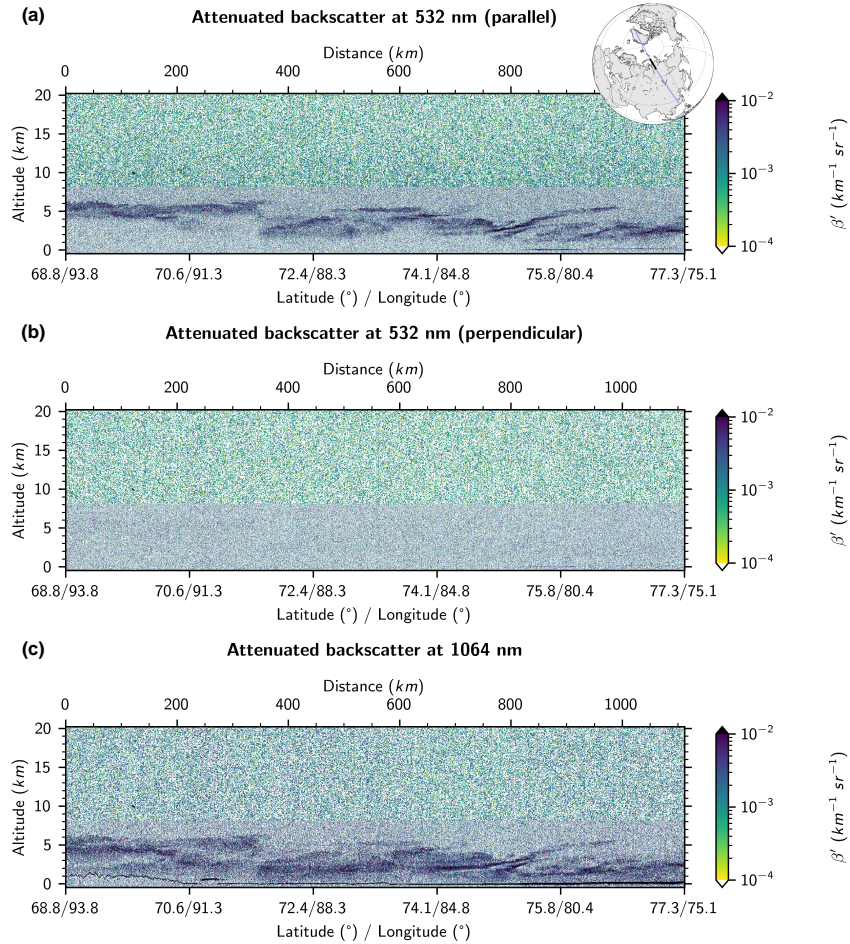 (a)
Attenuated backscatter at 532 nm (parallel)
Distance (km)
0 200 400 600 800
20
15
10
5
0
Altitude (km)
68.8/93.8 70.6/91.3 72.4/88.3 74.1/84.8 75.8/80.4 77.3/75.1
Latitude (°) / Longitude (°)
10⁻²
10⁻³
10⁻⁴
β′ (km⁻¹ sr⁻¹)
(b)
Attenuated backscatter at 532 nm (perpendicular)
Distance (km)
0 200 400 600 800 1000
20
15
10
5
0
Altitude (km)
68.8/93.8 70.6/91.3 72.4/88.3 74.1/84.8 75.8/80.4 77.3/75.1
Latitude (°) / Longitude (°)
10⁻²
10⁻³
10⁻⁴
β′ (km⁻¹ sr⁻¹)
(c)
Attenuated backscatter at 1064 nm
Distance (km)
0 200 400 600 800 1000
20
15
10
5
0
Altitude (km)
68.8/93.8 70.6/91.3 72.4/88.3 74.1/84.8 75.8/80.4 77.3/75.1
Latitude (°) / Longitude (°)
10⁻²
10⁻³
10⁻⁴
β′ (km⁻¹ sr⁻¹)